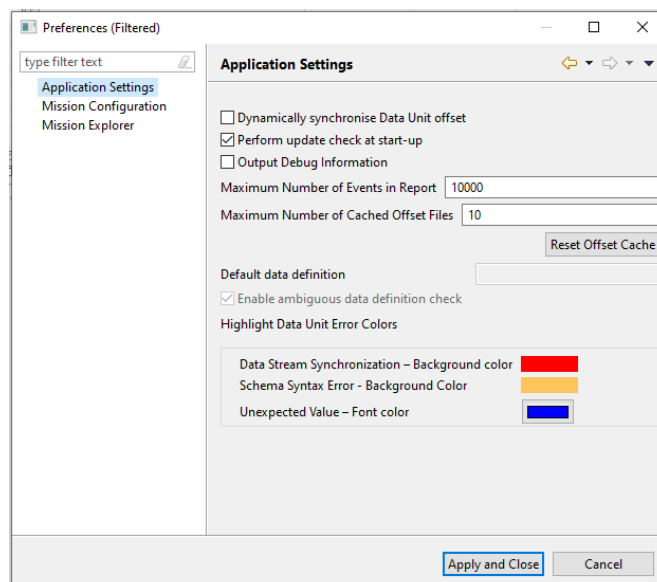 Preferences (Filtered)
type filter text
Application Settings
Mission Configuration
Mission Explorer
Application Settings
Dynamically synchronise Data Unit offset
Perform update check at start-up
Output Debug Information
Maximum Number of Events in Report 10000
Maximum Number of Cached Offset Files 10
Reset Offset Cache
Default data definition
Enable ambiguous data definition check
Highlight Data Unit Error Colors
Data Stream Synchronization – Background color
Schema Syntax Error - Background Color
Unexpected Value – Font color
Apply and Close Cancel